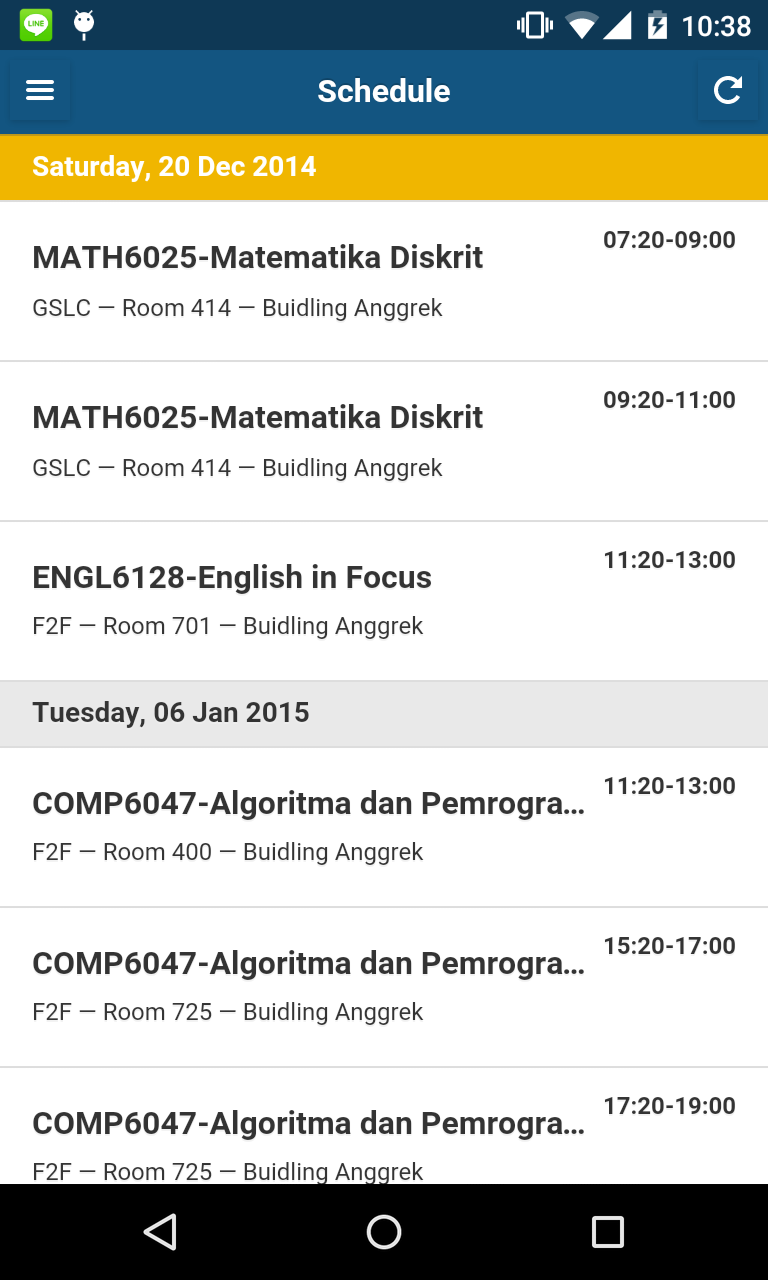 LINE
10:38
Schedule
Saturday, 20 Dec 2014
07:20-09:00
MATH6025-Matematika Diskrit
GSLC — Room 414 — Buidling Anggrek
09:20-11:00
MATH6025-Matematika Diskrit
GSLC — Room 414 — Buidling Anggrek
11:20-13:00
ENGL6128-English in Focus
F2F — Room 701 — Buidling Anggrek
Tuesday, 06 Jan 2015
11:20-13:00
COMP6047-Algoritma dan Pemrogra...
F2F — Room 400 — Buidling Anggrek
15:20-17:00
COMP6047-Algoritma dan Pemrogra...
F2F — Room 725 — Buidling Anggrek
17:20-19:00
COMP6047-Algoritma dan Pemrogra...
F2F — Room 725 — Buidling Anggrek